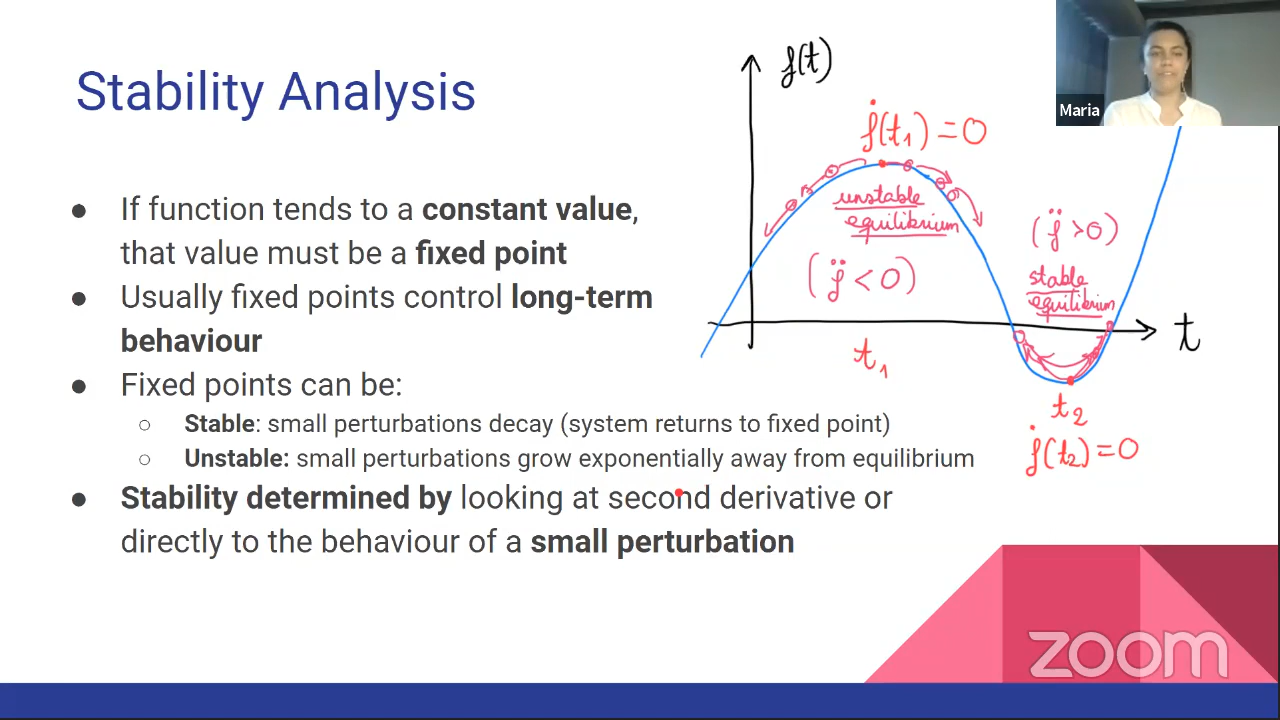 Stability Analysis
● If function tends to a constant value,
that value must be a fixed point
● Usually fixed points control long-term
behaviour
● Fixed points can be:
○ Stable: small perturbations decay (system returns to fixed point)
○ Unstable: small perturbations grow exponentially away from equilibrium
● Stability determined by looking at second derivative or
directly to the behaviour of a small perturbation
f(t)
ḟ(t₁) = 0
unstable
equilibrium
(f̈ < 0)
t₁
(f̈ > 0)
stable
equilibrium
t
t₂
ḟ(t₂) = 0
Maria
zoom